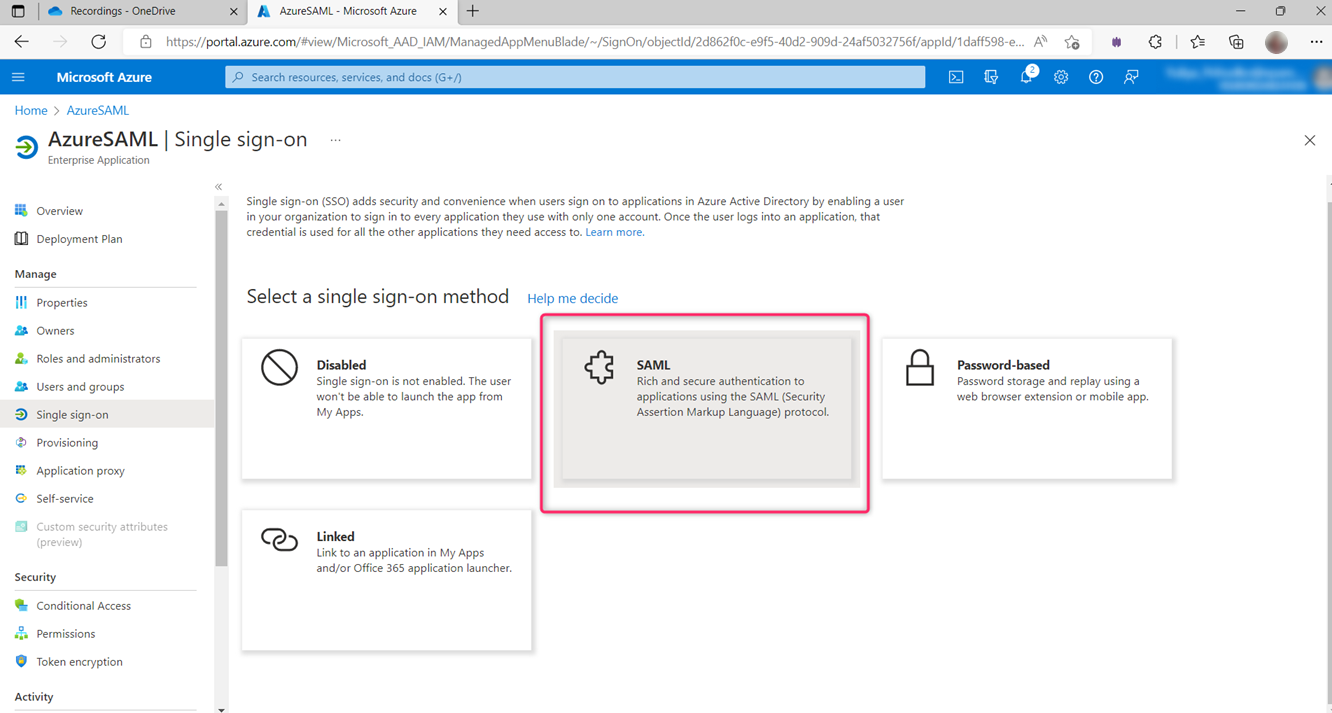 Recordings - OneDrive
AzureSAML - Microsoft Azure
https://portal.azure.com/#view/Microsoft_AAD_IAM/ManagedAppMenuBlade/~/SignOn/objectId/2d862f0c-e9f5-40d2-909d-24af5032756f/appId/1daff598-e...
Microsoft Azure
Search resources, services, and docs (G+/)
2
Home > AzureSAML
AzureSAML | Single sign-on ...
Enterprise Application
Overview
Deployment Plan
Manage
Properties
Owners
Roles and administrators
Users and groups
Single sign-on
Provisioning
Application proxy
Self-service
Custom security attributes
(preview)
Security
Conditional Access
Permissions
Token encryption
Activity
Single sign-on (SSO) adds security and convenience when users sign on to applications in Azure Active Directory by enabling a user
in your organization to sign in to every application they use with only one account. Once the user logs into an application, that
credential is used for all the other applications they need access to. Learn more.
Select a single sign-on method Help me decide
Disabled
Single sign-on is not enabled. The user
won't be able to launch the app from
My Apps.
SAML
Rich and secure authentication to
applications using the SAML (Security
Assertion Markup Language) protocol.
Password-based
Password storage and replay using a
web browser extension or mobile app.
Linked
Link to an application in My Apps
and/or Office 365 application launcher.